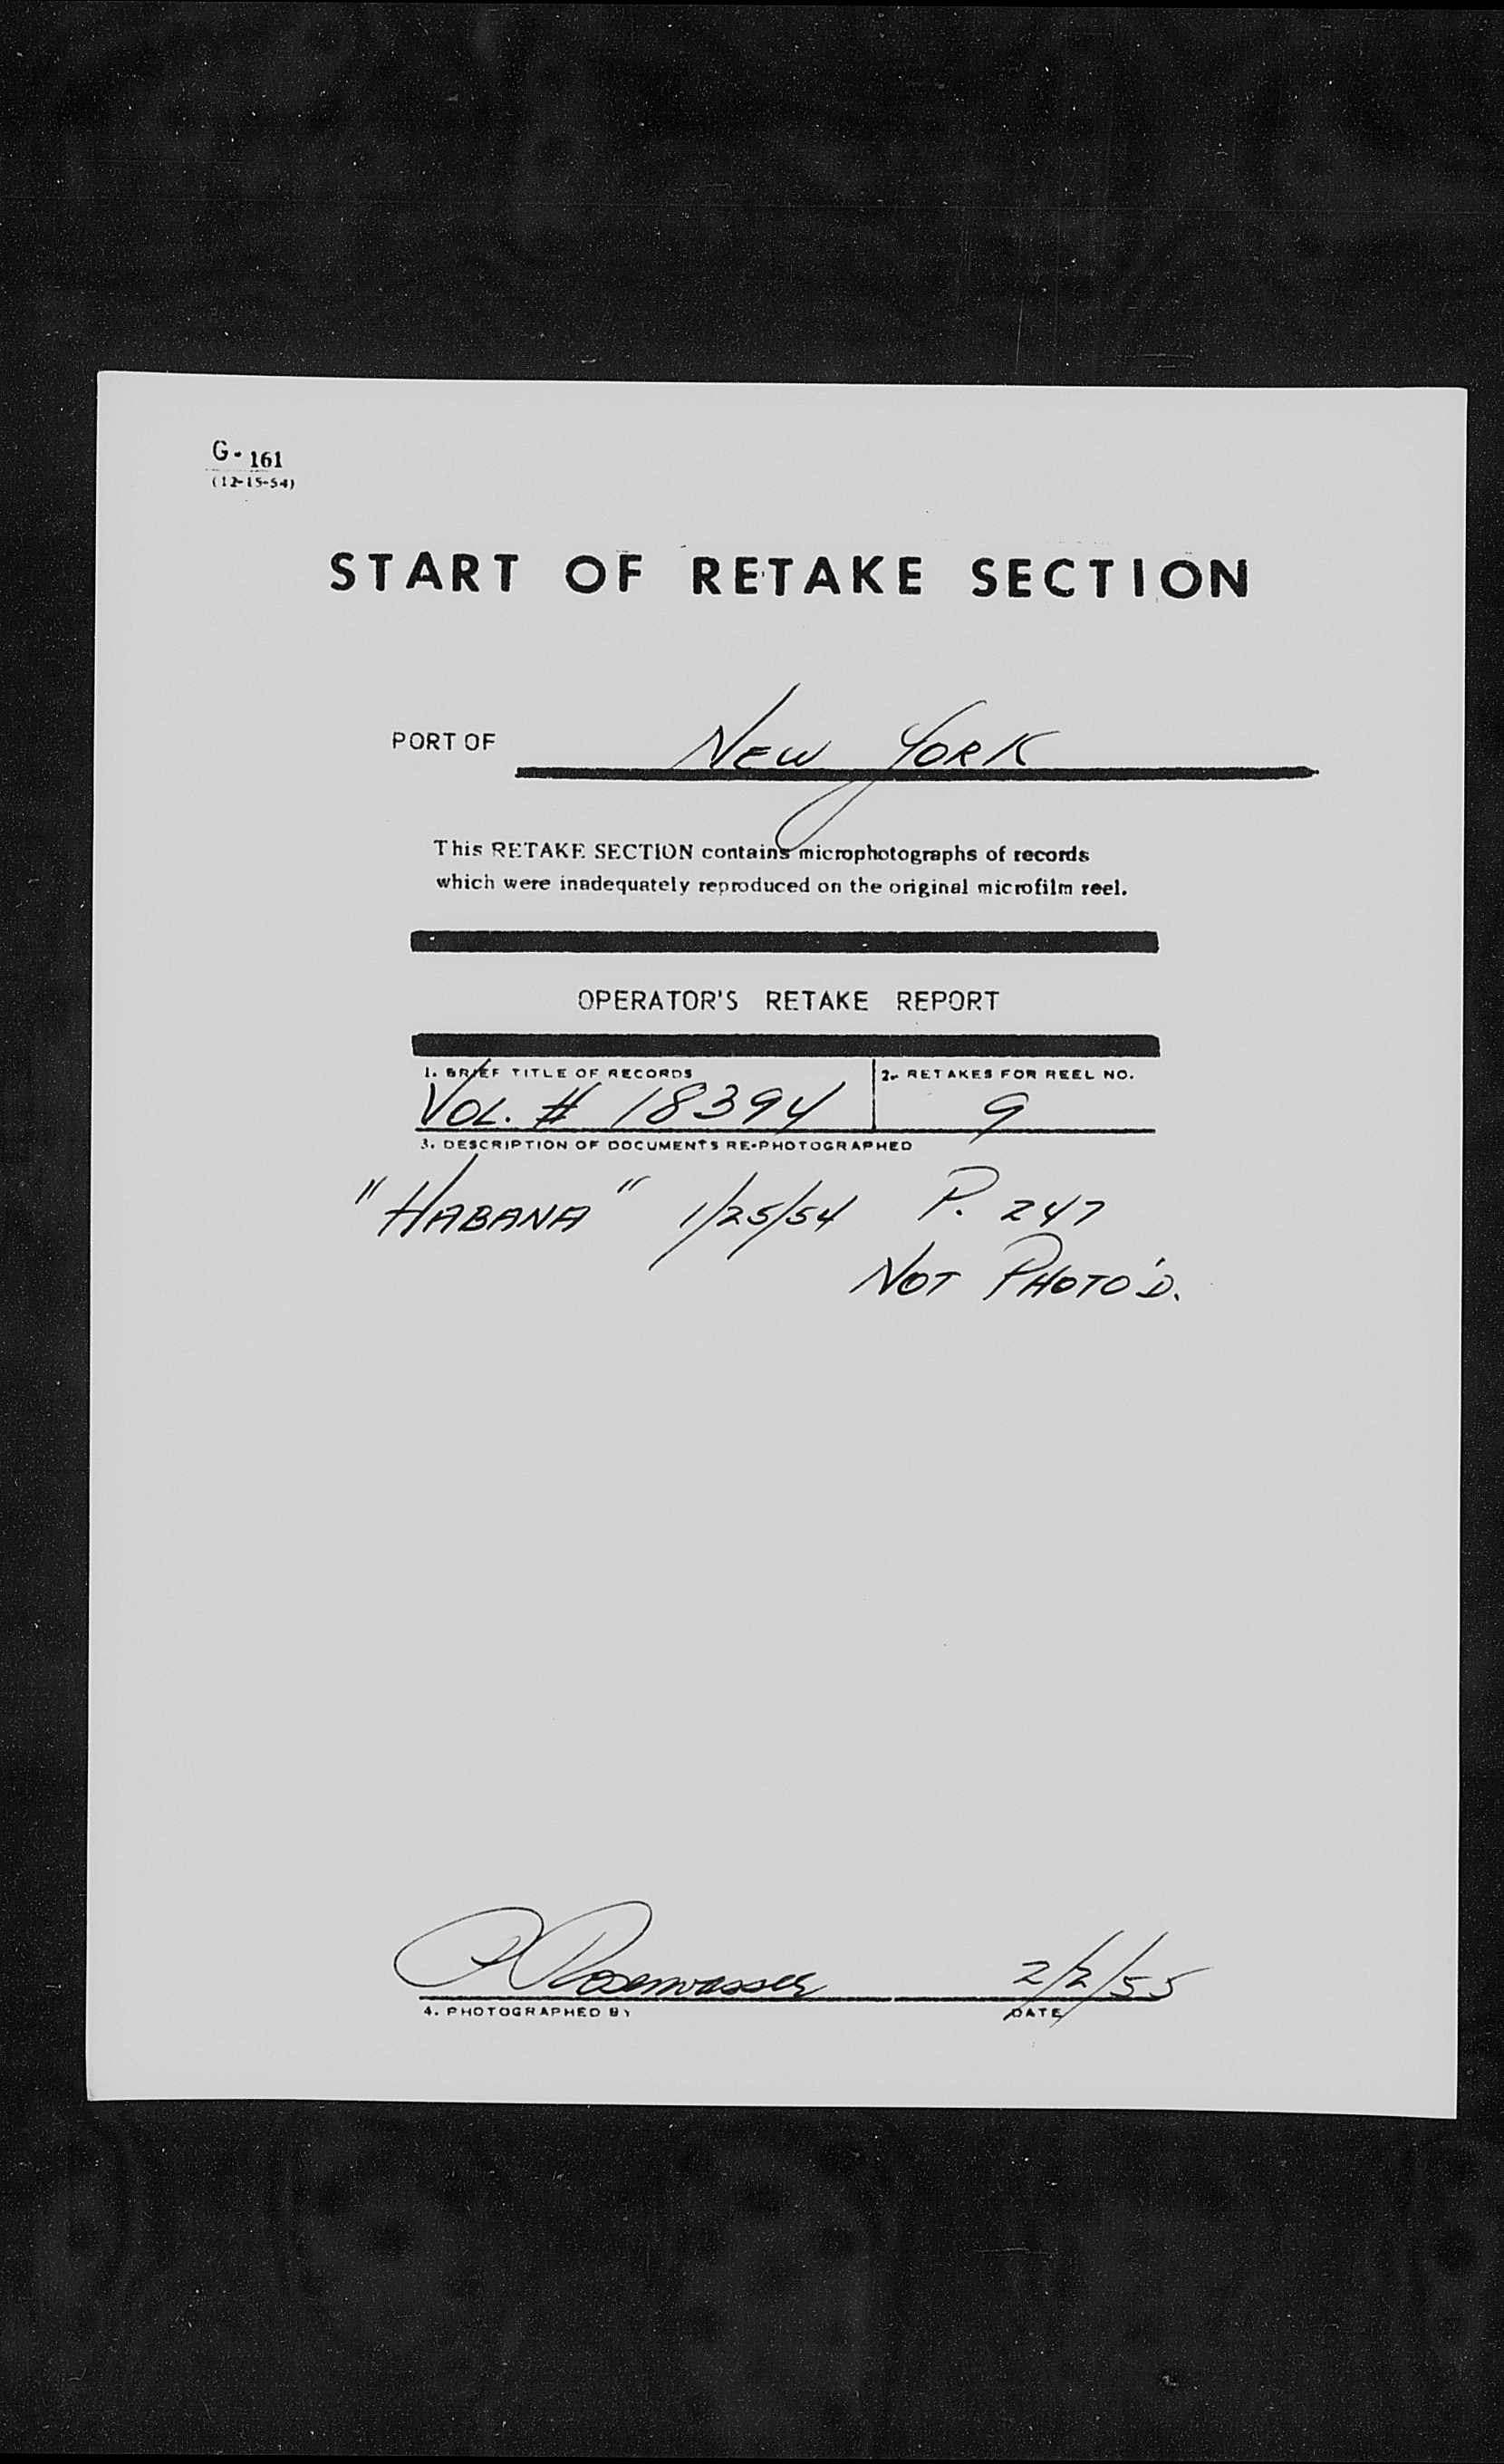 G-161
(12-15-54)
START OF RETAKE SECTION
PORT OF NEW YORK
This RETAKE SECTION contains microphotographs of records
which were inadequately reproduced on the original microfilm reel.
OPERATOR'S RETAKE REPORT
1. BRIEF TITLE OF RECORDS 2. RETAKES FOR REEL NO.
VOL. # 18394 9
3. DESCRIPTION OF DOCUMENTS RE-PHOTOGRAPHED
"HABANA" 1/25/54 P. 247
NOT PHOTO'D.
Rosenwasser 2/2/55
4. PHOTOGRAPHED BY DATE